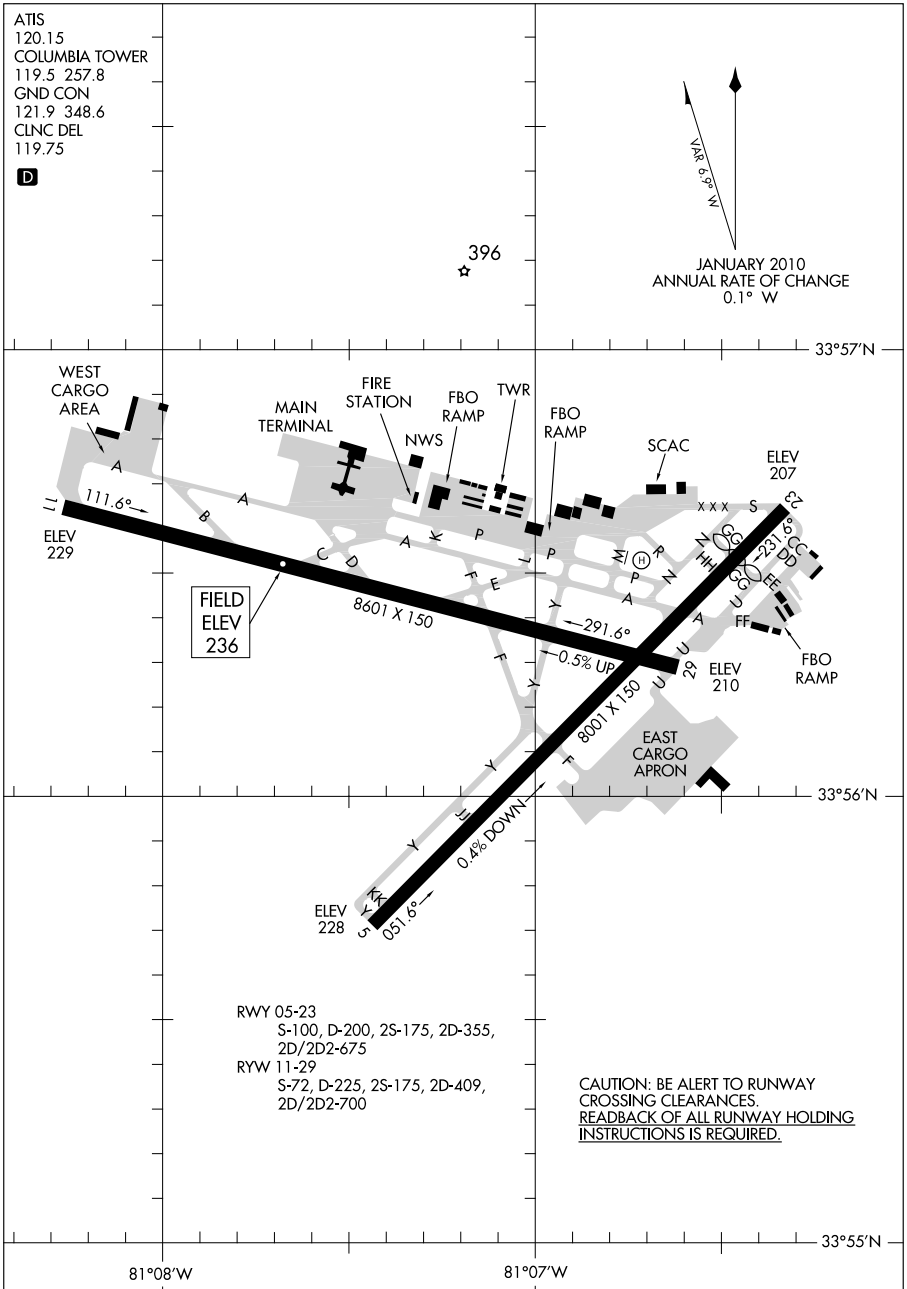 ATIS
120.15
COLUMBIA TOWER
119.5 257.8
GND CON
121.9 348.6
CLNC DEL
119.75
D
396
VAR 6.9° W
JANUARY 2010
ANNUAL RATE OF CHANGE
0.1° W
33°57'N
WEST
CARGO
AREA
MAIN
TERMINAL
FIRE
STATION
NWS
FBO
RAMP
TWR
FBO
RAMP
SCAC
ELEV
207
23
A
A
B
C
D
A
K
P
L
P
M
H
R
N
N
X X X
S
GG
HH
GG
231.6°
CC
DD
EE
FF
U
A
U
U
P
A
F
E
Y
F
Y
11
111.6°
ELEV
229
FIELD
ELEV
236
8601 X 150
291.6°
0.5% UP
29
ELEV
210
FBO
RAMP
8001 X 150
EAST
CARGO
APRON
F
Y
JJ
Y
0.4% DOWN
33°56'N
KK
Y
5
051.6°
ELEV
228
RWY 05-23
S-100, D-200, 2S-175, 2D-355,
2D/2D2-675
RYW 11-29
S-72, D-225, 2S-175, 2D-409,
2D/2D2-700
CAUTION: BE ALERT TO RUNWAY
CROSSING CLEARANCES.
READBACK OF ALL RUNWAY HOLDING
INSTRUCTIONS IS REQUIRED.
33°55'N
81°08'W
81°07'W